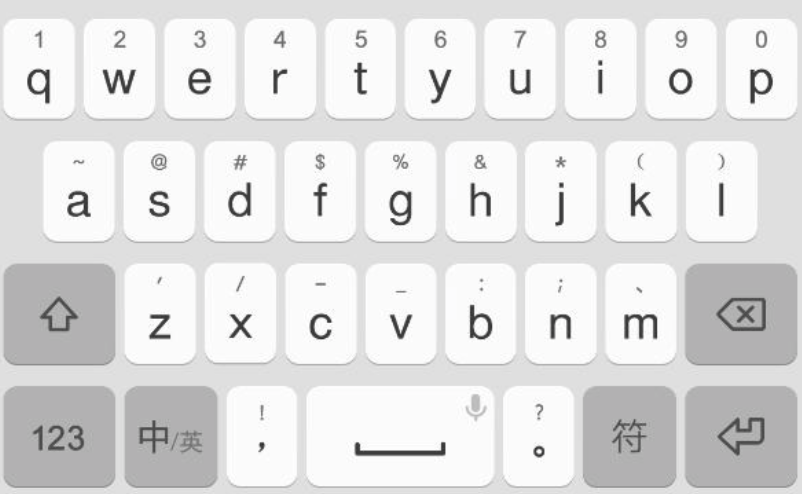 1 2 3 4 5 6 7 8 9 0
q w e r t y u i o p
~ @ # $ % & * ( )
a s d f g h j k l
′ / - _ : ; 、
z x c v b n m
! ?
123 中/英 , 。 符